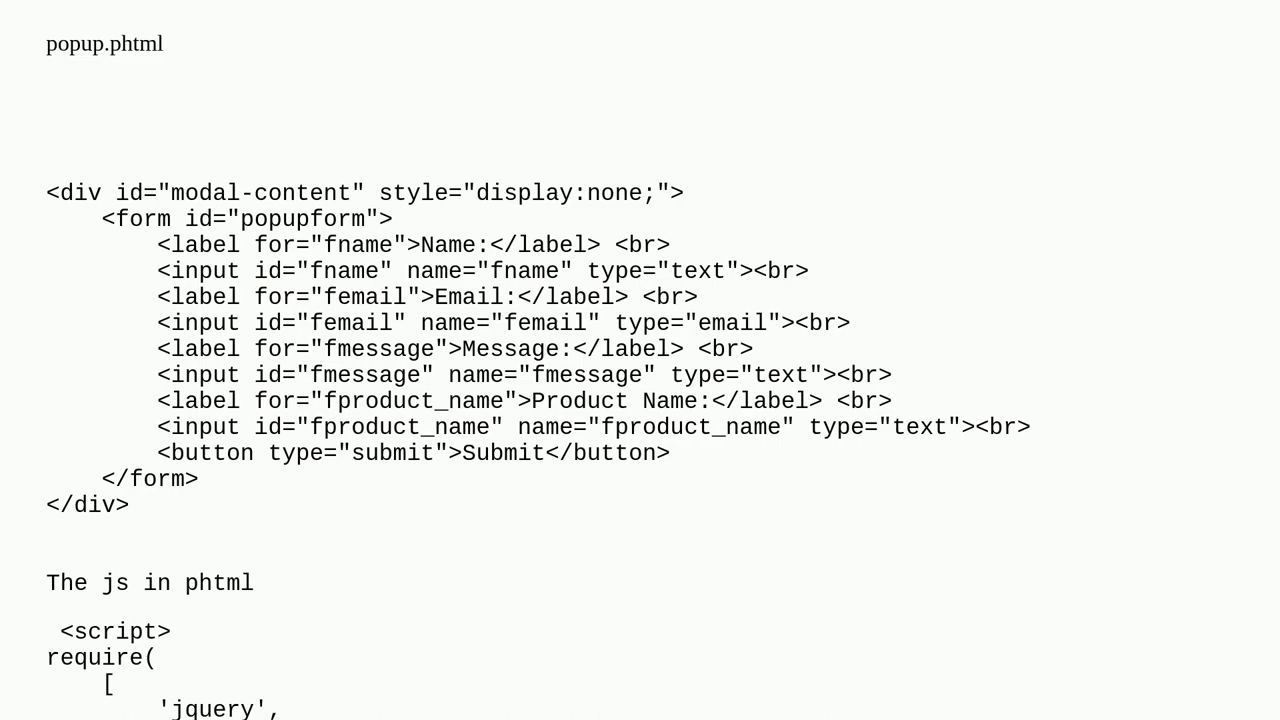 popup.phtml
<div id="modal-content" style="display:none;">
    <form id="popupform">
        <label for="fname">Name:</label> <br>
        <input id="fname" name="fname" type="text"><br>
        <label for="femail">Email:</label> <br>
        <input id="femail" name="femail" type="email"><br>
        <label for="fmessage">Message:</label> <br>
        <input id="fmessage" name="fmessage" type="text"><br>
        <label for="fproduct_name">Product Name:</label> <br>
        <input id="fproduct_name" name="fproduct_name" type="text"><br>
        <button type="submit">Submit</button>
    </form>
</div>
The js in phtml
 <script>
require(
    [
        'jquery',